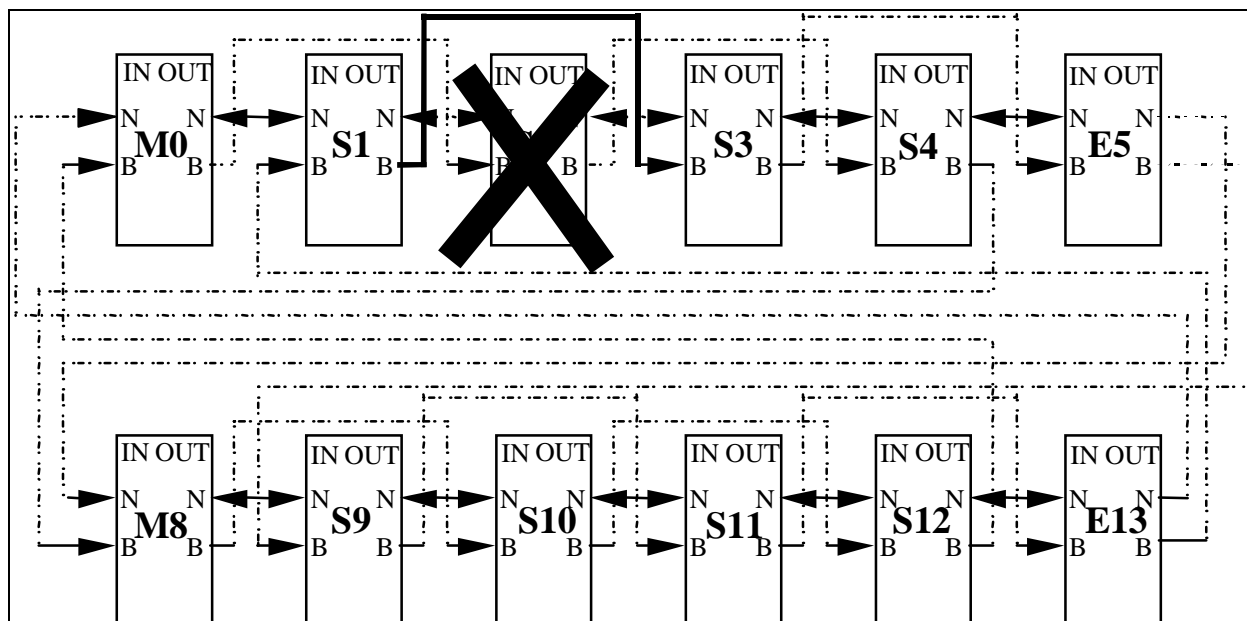 IN OUT IN OUT IN OUT IN OUT IN OUT IN OUT
N N N N N N N N N N
M0 S1 S3 S4 E5
B B B B B B B B B B B
IN OUT IN OUT IN OUT IN OUT IN OUT IN OUT
N N N N N N N N N N N N
M8 S9 S10 S11 S12 E13
B B B B B B B B B B B B